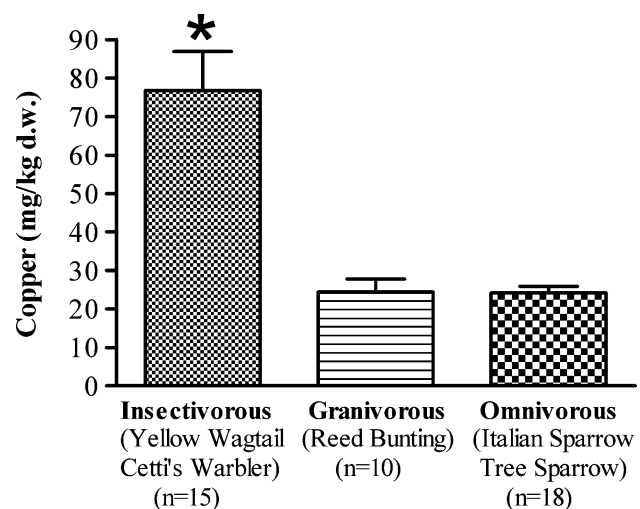 *
90
80
70
60
50
40
30
20
10
0
Copper (mg/kg d.w.)
Insectivorous Granivorous Omnivorous
(Yellow Wagtail (Reed Bunting) (Italian Sparrow
Cetti's Warbler) (n=10) Tree Sparrow)
(n=15) (n=18)